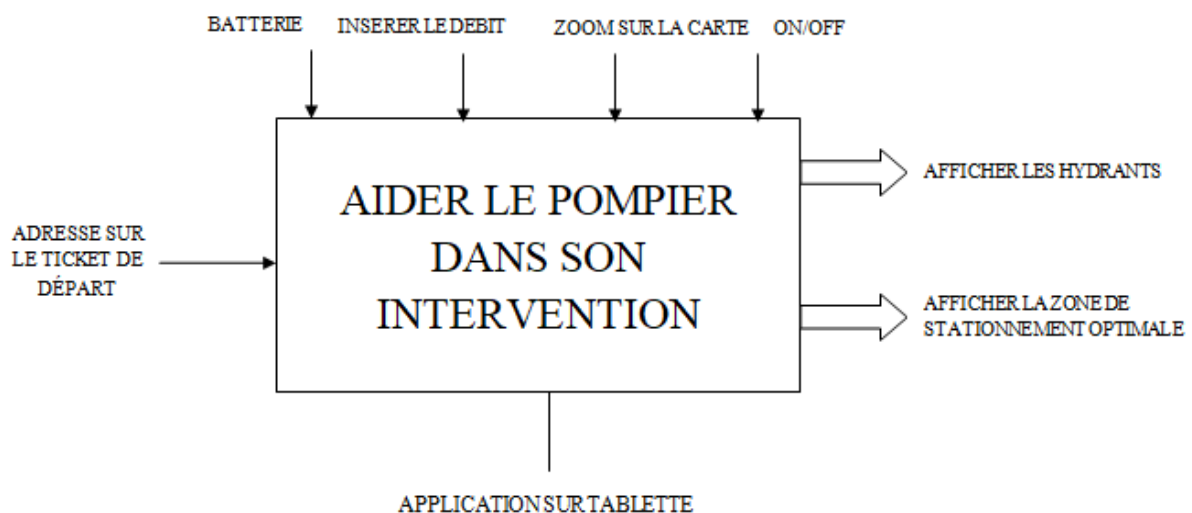 BATTERIE
INSERER LE DEBIT
ZOOM SUR LA CARTE
ON/OFF
ADRESSE SUR
LE TICKET DE
DÉPART
AIDER LE POMPIER
DANS SON
INTERVENTION
AFFICHER LES HYDRANTS
AFFICHER LA ZONE DE
STATIONNEMENT OPTIMALE
APPLICATION SUR TABLETTE